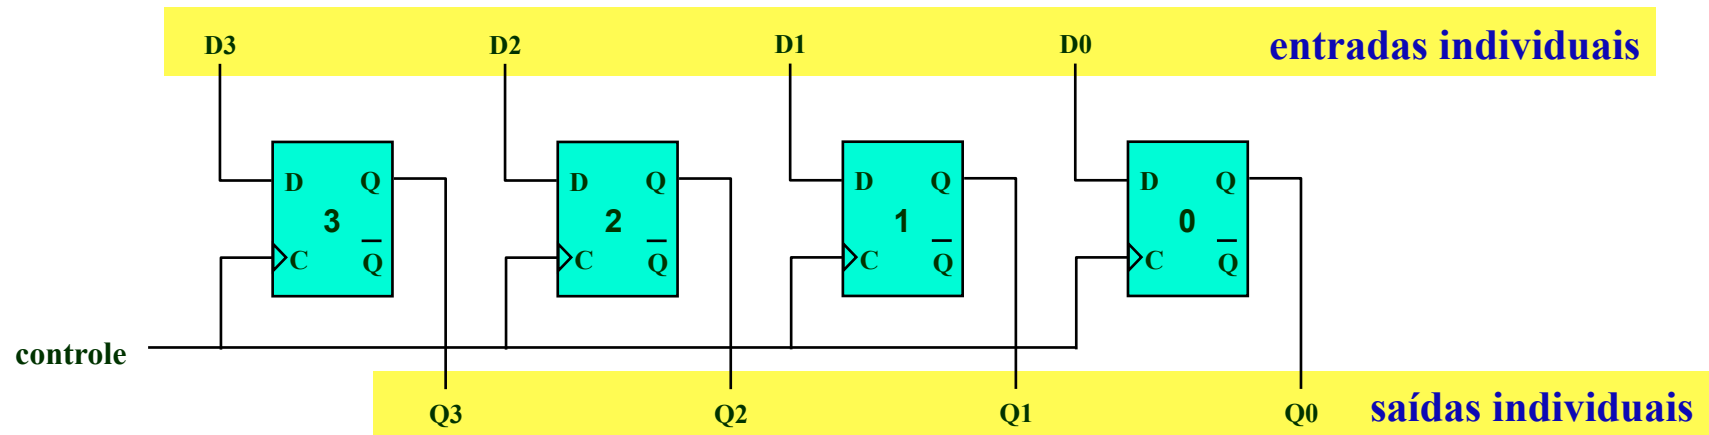 D3 D2 D1 D0 entradas individuais
D Q D Q D Q D Q
3 2 1 0
C Q̅ C Q̅ C Q̅ C Q̅
controle
Q3 Q2 Q1 Q0 saídas individuais